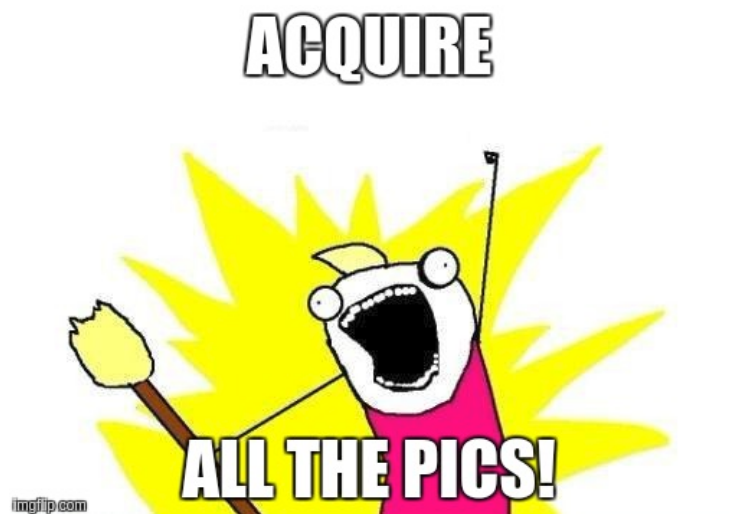 ACQUIRE
ALL THE PICS!
imgflip.com